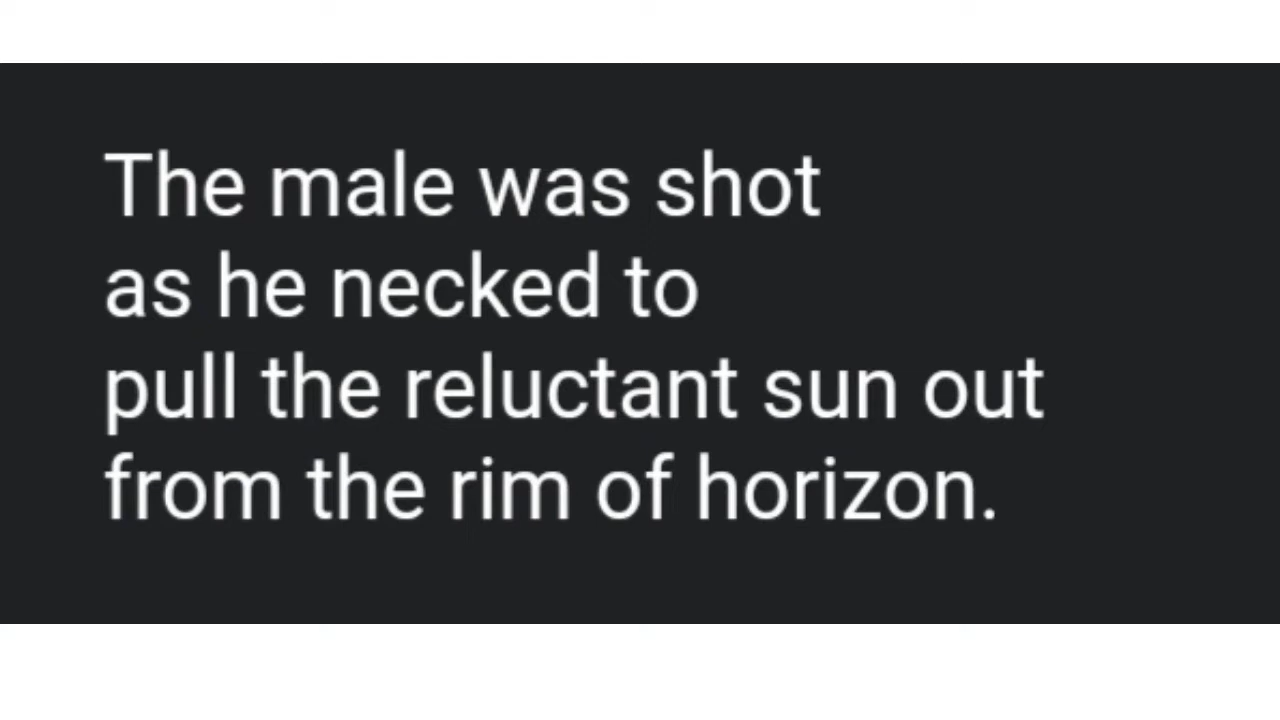 The male was shot
as he necked to
pull the reluctant sun out
from the rim of horizon.